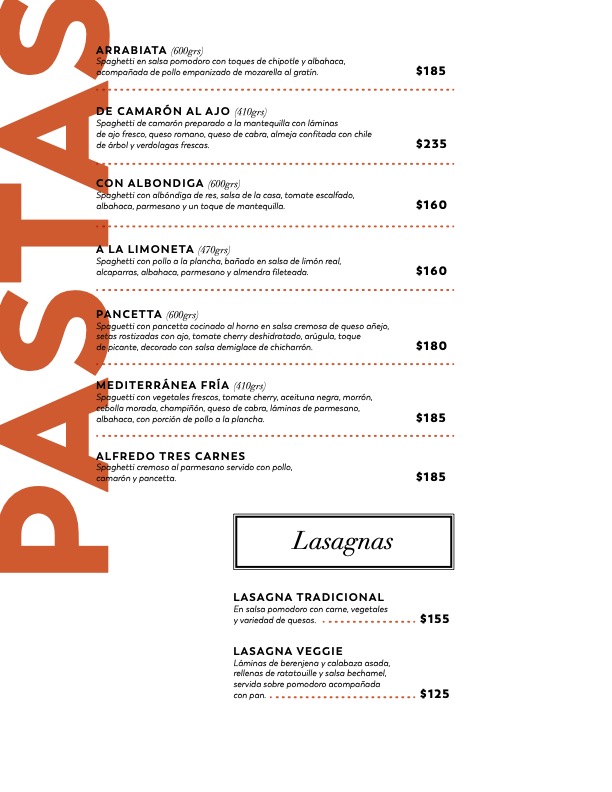 PASTAS
ARRABIATA (600grs)
Spaghetti en salsa pomodoro con toques de chipotle y albahaca,
acompañada de pollo empanizado de mozarella al gratin.
$185
DE CAMARÓN AL AJO (410grs)
Spaghetti de camarón preparado a la mantequilla con láminas
de ajo fresco, queso romano, queso de cabra, almeja confitada con chile
de árbol y verdolagas frescas.
$235
CON ALBONDIGA (600grs)
Spaghetti con albóndiga de res, salsa de la casa, tomate escalfado,
albahaca, parmesano y un toque de mantequilla.
$160
A LA LIMONETA (470grs)
Spaghetti con pollo a la plancha, bañado en salsa de limón real,
alcaparras, albahaca, parmesano y almendra fileteada.
$160
PANCETTA (600grs)
Spaguetti con pancetta cocinado al horno en salsa cremosa de queso añejo,
setas rostizadas con ajo, tomate cherry deshidratado, arúgula, toque
de picante, decorado con salsa demiglace de chicharrón.
$180
MEDITERRÁNEA FRÍA (410grs)
Spaguetti con vegetales frescos, tomate cherry, aceituna negra, morrón,
cebolla morada, champiñón, queso de cabra, láminas de parmesano,
albahaca, con porción de pollo a la plancha.
$185
ALFREDO TRES CARNES
Spaghetti cremoso al parmesano servido con pollo,
camarón y pancetta.
$185
Lasagnas
LASAGNA TRADICIONAL
En salsa pomodoro con carne, vegetales
y variedad de quesos. $155
LASAGNA VEGGIE
Láminas de berenjena y calabaza asada,
rellenas de ratatouille y salsa bechamel,
servida sobre pomodoro acompañada
con pan. $125